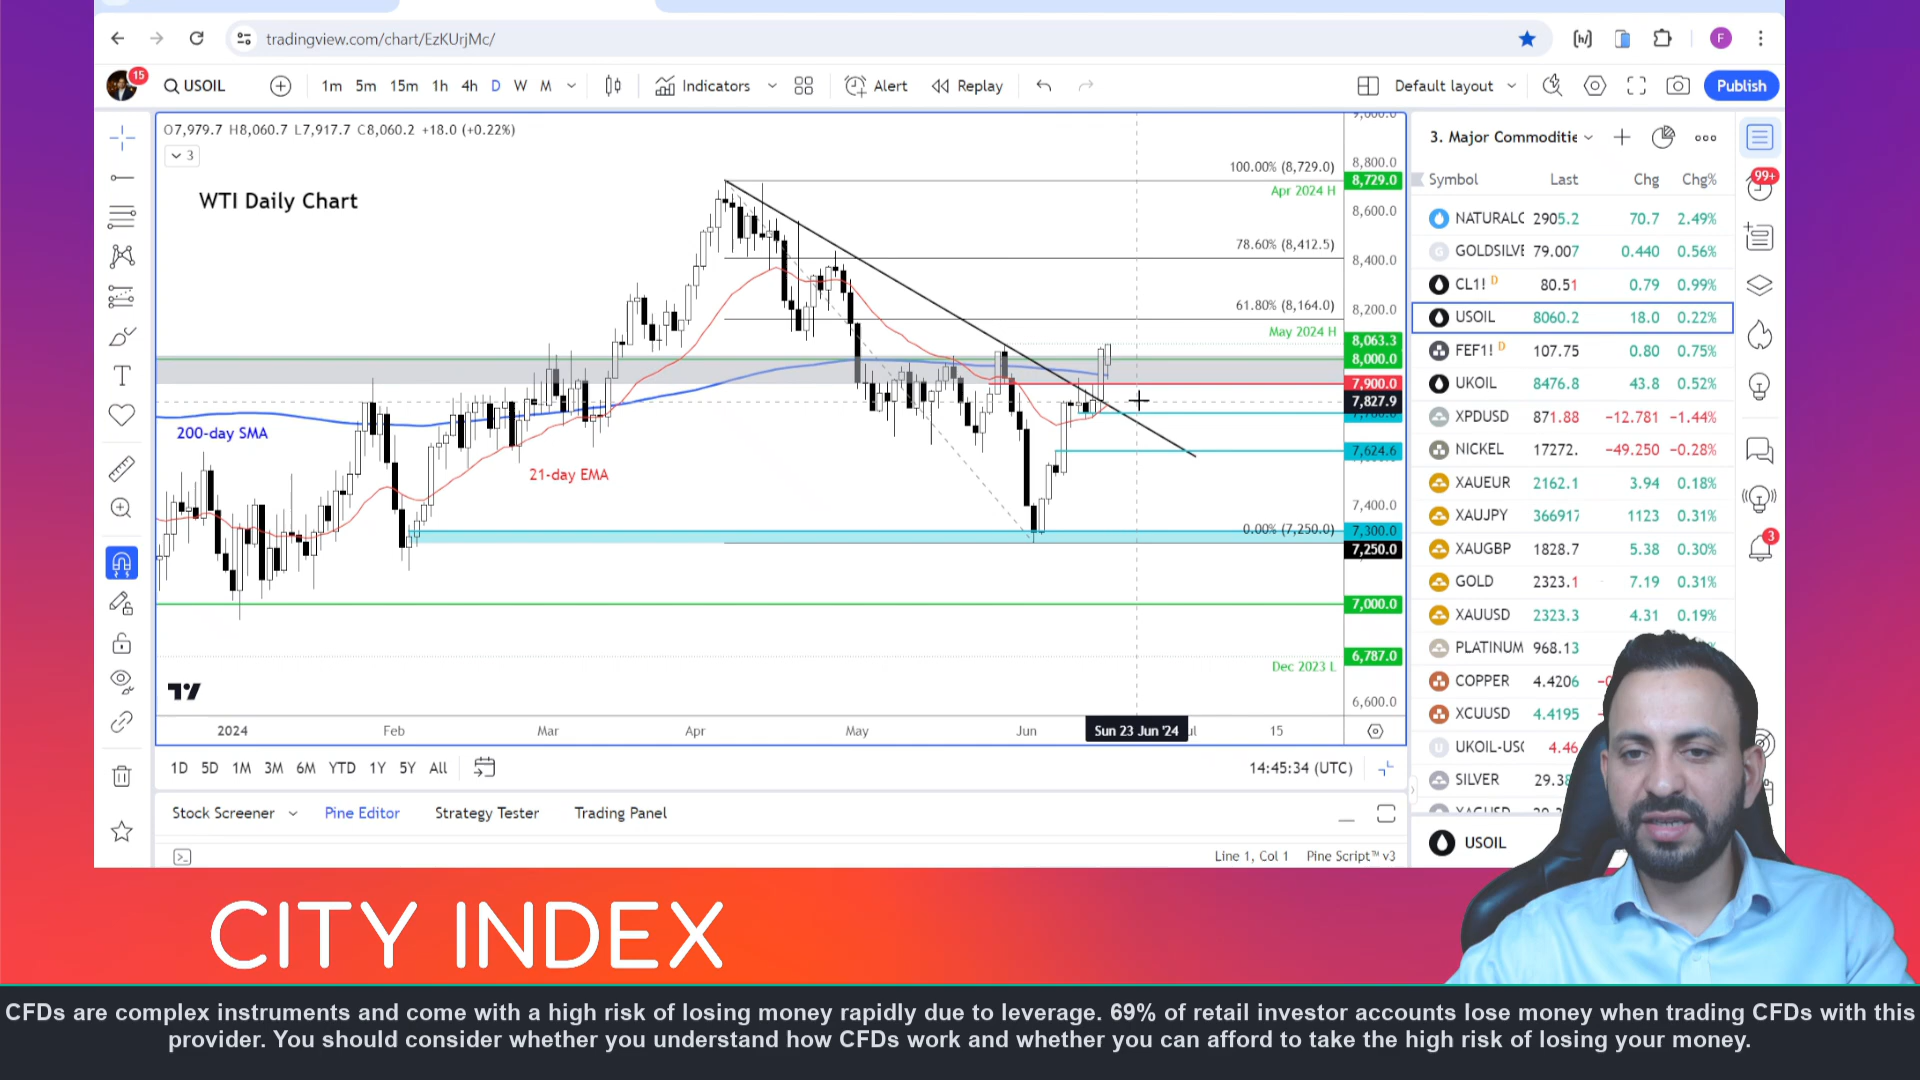 tradingview.com/chart/EzKUrjMc/
F
15
USOIL
1m 5m 15m 1h 4h D W M
Indicators
Alert
Replay
Default layout
Publish
O7,979.7 H8,060.7 L7,917.7 C8,060.2 +18.0 (+0.22%)
3
WTI Daily Chart
200-day SMA
21-day EMA
100.00% (8,729.0)
Apr 2024 H
78.60% (8,412.5)
61.80% (8,164.0)
May 2024 H
0.00% (7,250.0)
Dec 2023 L
9,000.0
8,800.0
8,729.0
8,600.0
8,400.0
8,200.0
8,063.3
8,000.0
7,900.0
7,827.9
7,624.6
7,400.0
7,300.0
7,250.0
7,000.0
6,787.0
6,600.0
2024 Feb Mar Apr May Jun Sun 23 Jun '24 15
1D 5D 1M 3M 6M YTD 1Y 5Y All
14:45:34 (UTC)
Stock Screener
Pine Editor
Strategy Tester
Trading Panel
Line 1, Col 1 Pine Script™ v3
3. Major Commoditie
99+
Symbol Last Chg Chg%
NATURALC 2905.2 70.7 2.49%
GOLDSILVE 79.007 0.440 0.56%
CL1! D 80.51 0.79 0.99%
USOIL 8060.2 18.0 0.22%
FEF1! D 107.75 0.80 0.75%
UKOIL 8476.8 43.8 0.52%
XPDUSD 871.88 −12.781 −1.44%
NICKEL 17272. −49.250 −0.28%
XAUEUR 2162.1 3.94 0.18%
XAUJPY 366917 1123 0.31%
XAUGBP 1828.7 5.38 0.30%
3
GOLD 2323.1 7.19 0.31%
XAUUSD 2323.3 4.31 0.19%
PLATINUM 968.13
COPPER 4.4206
XCUUSD 4.4195
UKOIL-USC 4.46
SILVER 29.38
USOIL
CITY INDEX
CFDs are complex instruments and come with a high risk of losing money rapidly due to leverage. 69% of retail investor accounts lose money when trading CFDs with this
provider. You should consider whether you understand how CFDs work and whether you can afford to take the high risk of losing your money.